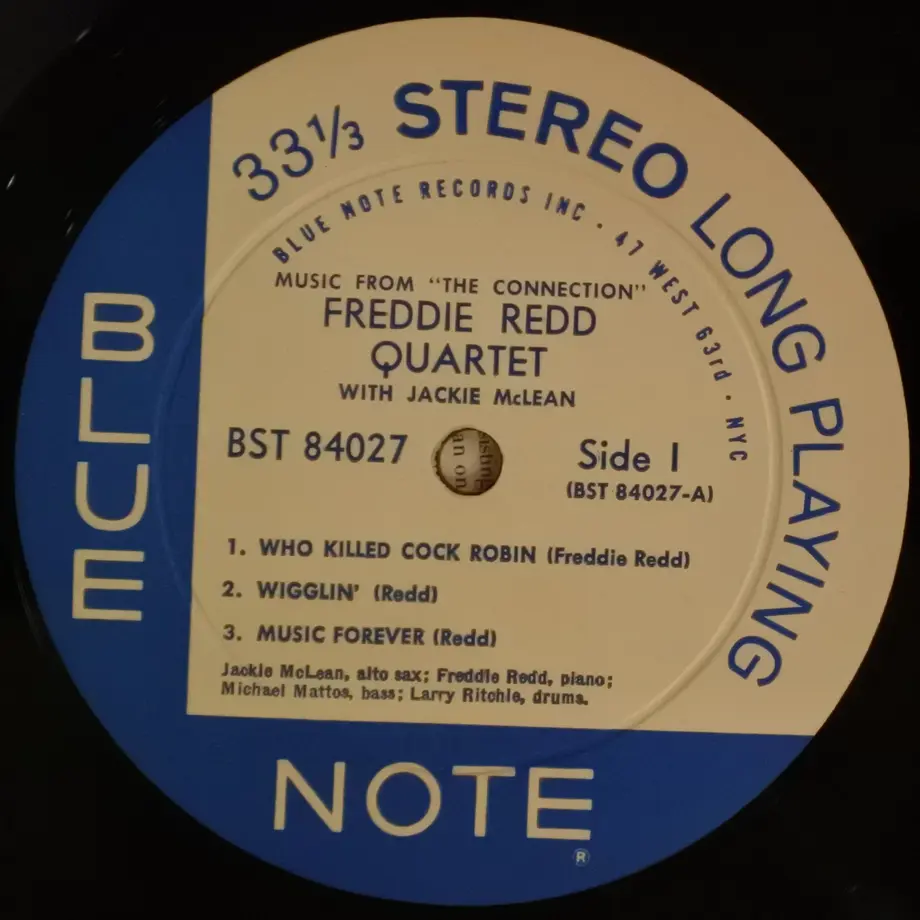 33⅓ STEREO LONG PLAYING
BLUE NOTE RECORDS INC · 47 WEST 63rd · NYC
MUSIC FROM "THE CONNECTION"
FREDDIE REDD
QUARTET
WITH JACKIE McLEAN
BST 84027
Side 1
(BST 84027-A)
1. WHO KILLED COCK ROBIN (Freddie Redd)
2. WIGGLIN' (Redd)
3. MUSIC FOREVER (Redd)
Jackie McLean, alto sax; Freddie Redd, piano;
Michael Mattos, bass; Larry Ritchie, drums.
BLUE
NOTE
®
an on